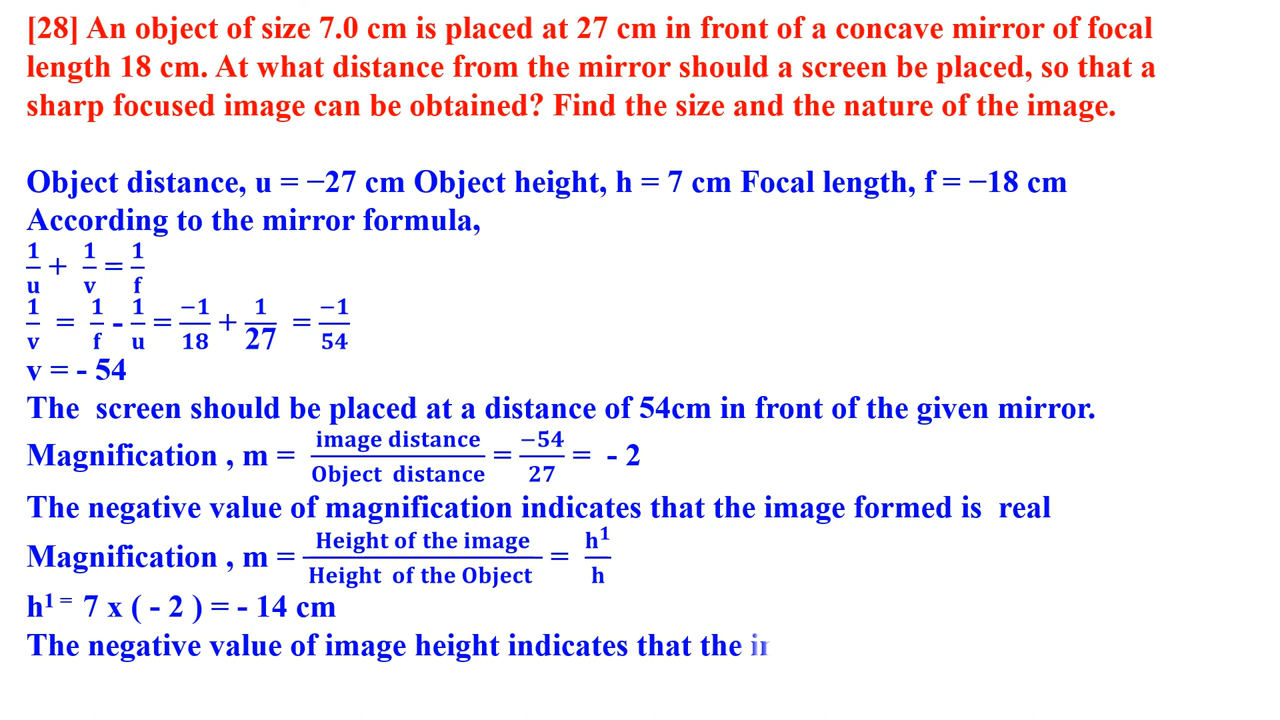 [28] An object of size 7.0 cm is placed at 27 cm in front of a concave mirror of focal
length 18 cm. At what distance from the mirror should a screen be placed, so that a
sharp focused image can be obtained? Find the size and the nature of the image.
Object distance, u = −27 cm Object height, h = 7 cm Focal length, f = −18 cm
According to the mirror formula,
1/u + 1/v = 1/f
1/v = 1/f - 1/u = −1/18 + 1/27 = −1/54
v = - 54
The screen should be placed at a distance of 54cm in front of the given mirror.
Magnification , m = image distance/Object distance = −54/27 = - 2
The negative value of magnification indicates that the image formed is real
Magnification , m = Height of the image/Height of the Object = h¹/h
h¹ ⁼ 7 x ( - 2 ) = - 14 cm
The negative value of image height indicates that the